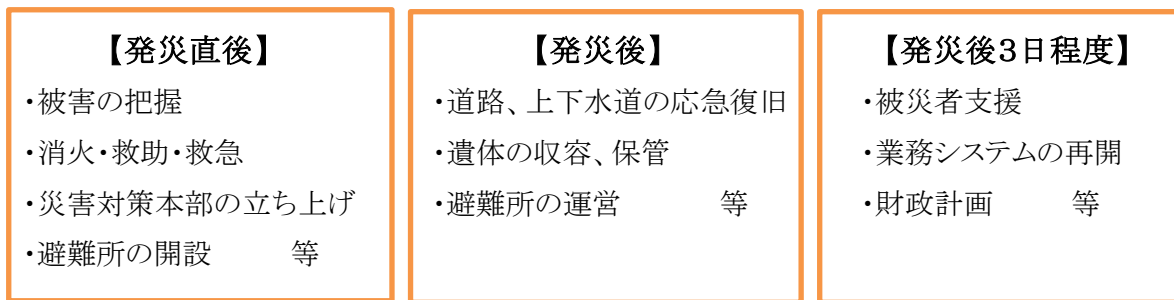 【発災直後】
・被害の把握
・消火・救助・救急
・災害対策本部の立ち上げ
・避難所の開設　　　等
【発災後】
・道路、上下水道の応急復旧
・遺体の収容、保管
・避難所の運営　　　等
【発災後3日程度】
・被災者支援
・業務システムの再開
・財政計画　　　等